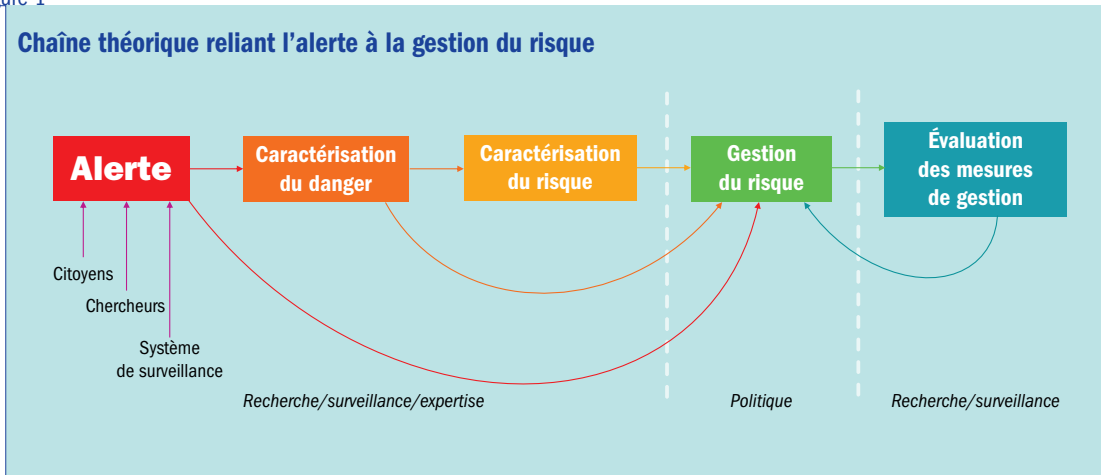 Chaîne théorique reliant l'alerte à la gestion du risque
Alerte
Caractérisation
du danger
Caractérisation
du risque
Gestion
du risque
Évaluation
des mesures
de gestion
Citoyens
Chercheurs
Système
de surveillance
Recherche/surveillance/expertise
Politique
Recherche/surveillance